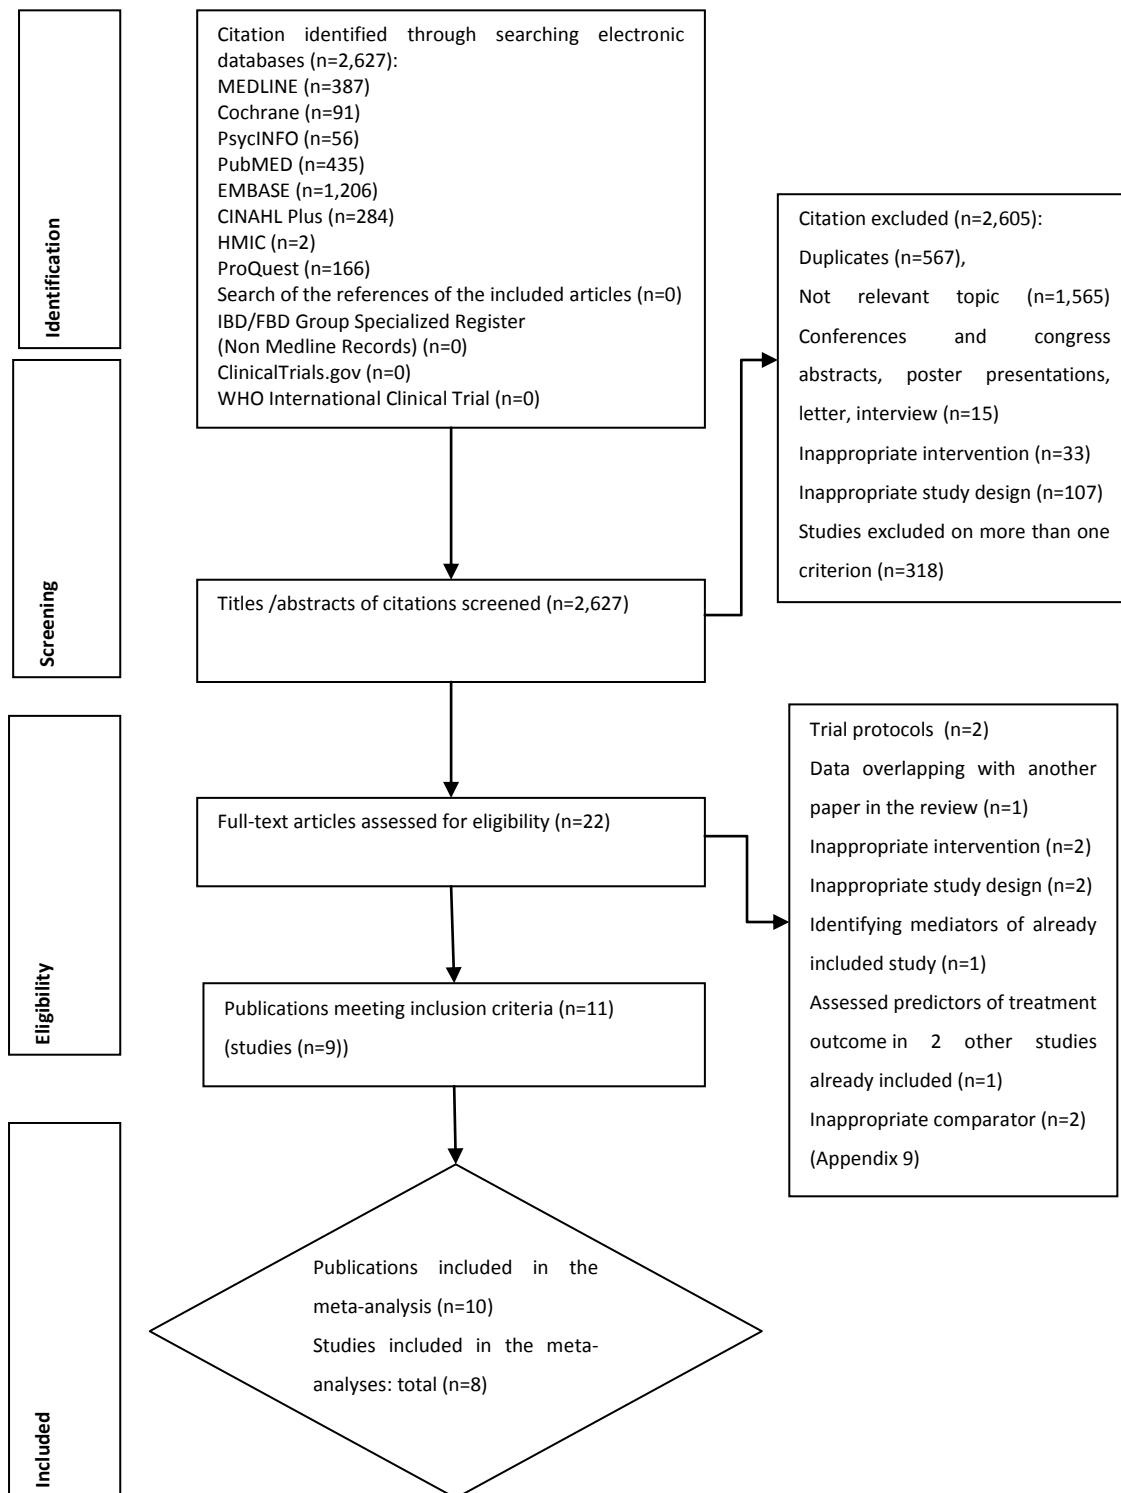 Identification
Citation identified through searching electronic
databases (n=2,627):
MEDLINE (n=387)
Cochrane (n=91)
PsycINFO (n=56)
PubMED (n=435)
EMBASE (n=1,206)
CINAHL Plus (n=284)
HMIC (n=2)
ProQuest (n=166)
Search of the references of the included articles (n=0)
IBD/FBD Group Specialized Register
(Non Medline Records) (n=0)
ClinicalTrials.gov (n=0)
WHO International Clinical Trial (n=0)
Citation excluded (n=2,605):
Duplicates (n=567),
Not relevant topic (n=1,565)
Conferences and congress
abstracts, poster presentations,
letter, interview (n=15)
Inappropriate intervention (n=33)
Inappropriate study design (n=107)
Studies excluded on more than one
criterion (n=318)
Screening
Titles /abstracts of citations screened (n=2,627)
Eligibility
Full-text articles assessed for eligibility (n=22)
Trial protocols (n=2)
Data overlapping with another
paper in the review (n=1)
Inappropriate intervention (n=2)
Inappropriate study design (n=2)
Identifying mediators of already
included study (n=1)
Assessed predictors of treatment
outcome in 2 other studies
already included (n=1)
Inappropriate comparator (n=2)
(Appendix 9)
Publications meeting inclusion criteria (n=11)
(studies (n=9))
Included
Publications included in the
meta-analysis (n=10)
Studies included in the meta-
analyses: total (n=8)